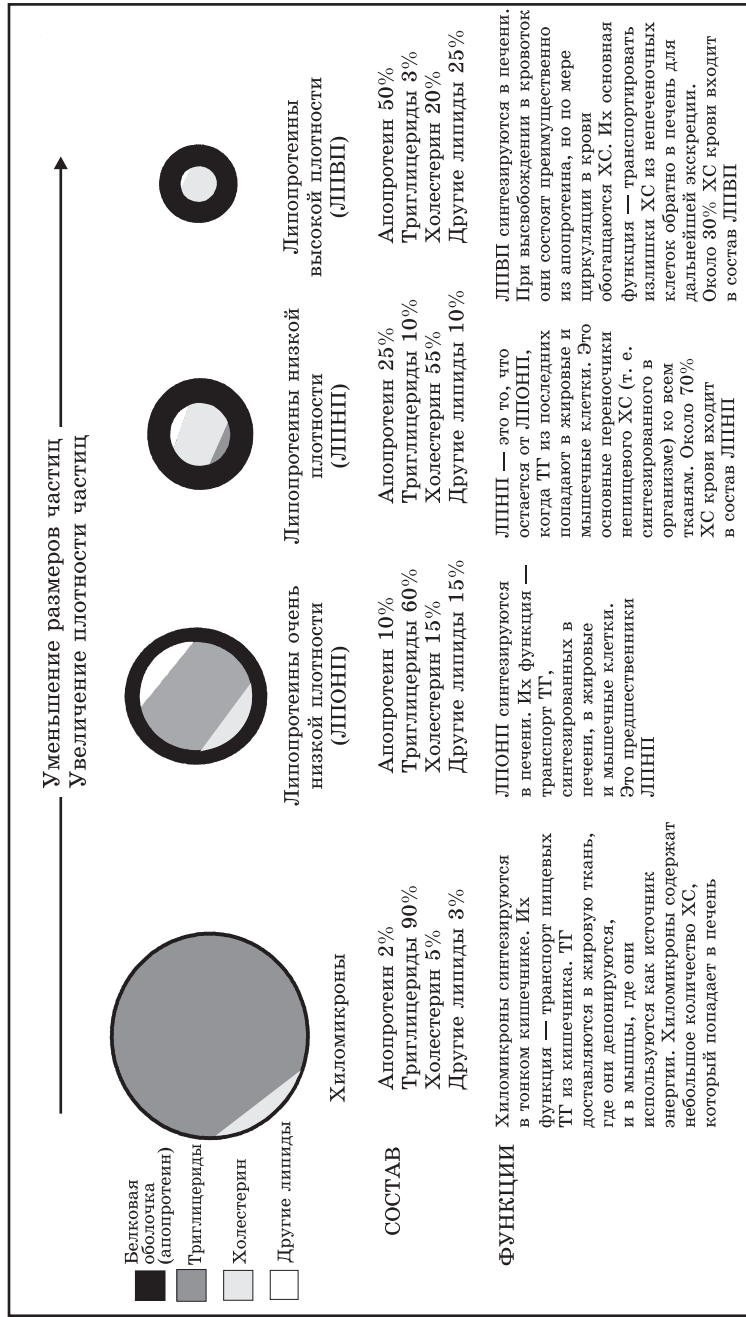 Уменьшение размеров частиц
Увеличение плотности частиц
Белковая
оболочка
(апопротеин)
Триглицериды
Холестерин
Другие липиды
Хиломикроны
Липопротеины очень
низкой плотности
(ЛПОНП)
Липопротеины низкой
плотности
(ЛПНП)
Липопротеины
высокой плотности
(ЛПВП)
СОСТАВ
Апопротеин 2%
Триглицериды 90%
Холестерин 5%
Другие липиды 3%
Апопротеин 10%
Триглицериды 60%
Холестерин 15%
Другие липиды 15%
Апопротеин 25%
Триглицериды 10%
Холестерин 55%
Другие липиды 10%
Апопротеин 50%
Триглицериды 3%
Холестерин 20%
Другие липиды 25%
ФУНКЦИИ
Хиломикроны синтезируются
в тонком кишечнике. Их
функция — транспорт пищевых
ТГ из кишечника. ТГ
доставляются в жировую ткань,
где они депонируются,
и в мышцы, где они
используются как источник
энергии. Хиломикроны содержат
небольшое количество ХС,
который попадает в печень
ЛПОНП синтезируются
в печени. Их функция —
транспорт ТГ,
синтезированных в
печени, в жировые
и мышечные клетки.
Это предшественники
ЛПНП
ЛПНП — это то, что
остается от ЛПОНП,
когда ТГ из последних
попадают в жировые и
мышечные клетки. Это
основные переносчики
непищевого ХС (т. е.
синтезированного в
организме) ко всем
тканям. Около 70%
ХС крови входит
в состав ЛПНП
ЛПВП синтезируются в печени.
При высвобождении в кровоток
они состоят преимущественно
из апопротеина, но по мере
циркуляции в крови
обогащаются ХС. Их основная
функция — транспортировать
излишки ХС из непеченочных
клеток обратно в печень для
дальнейшей экскреции.
Около 30% ХС крови входит
в состав ЛПВП